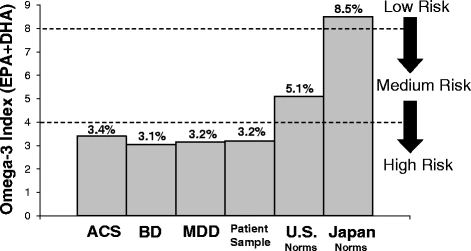 Omega-3 Index (EPA+DHA)
9
8
7
6
5
4
3
2
1
0
3.4%
3.1%
3.2%
3.2%
5.1%
8.5%
ACS
BD
MDD
Patient
Sample
U.S.
Norms
Japan
Norms
Low Risk
Medium Risk
High Risk